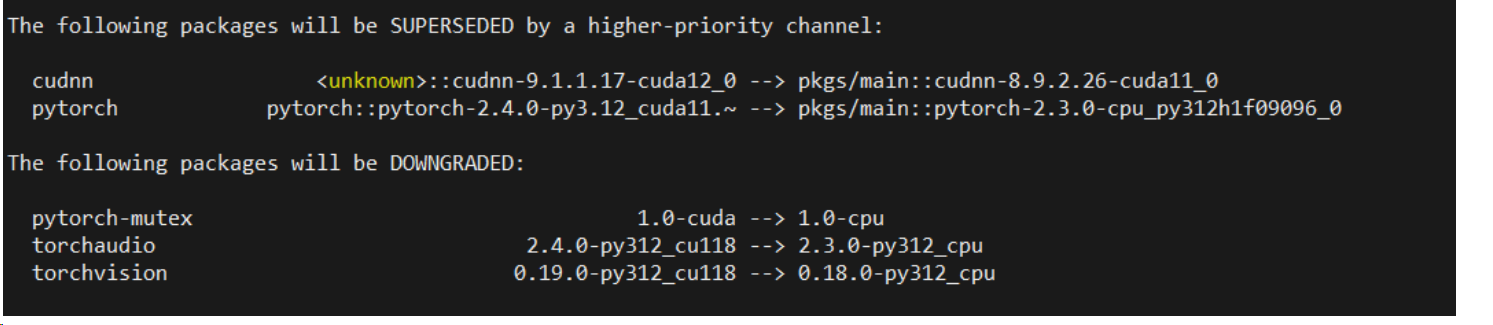 The following packages will be SUPERSEDED by a higher-priority channel:
cudnn <unknown>::cudnn-9.1.1.17-cuda12_0 --> pkgs/main::cudnn-8.9.2.26-cuda11_0
pytorch pytorch::pytorch-2.4.0-py3.12_cuda11.~ --> pkgs/main::pytorch-2.3.0-cpu_py312h1f09096_0
The following packages will be DOWNGRADED:
pytorch-mutex 1.0-cuda --> 1.0-cpu
torchaudio 2.4.0-py312_cu118 --> 2.3.0-py312_cpu
torchvision 0.19.0-py312_cu118 --> 0.18.0-py312_cpu